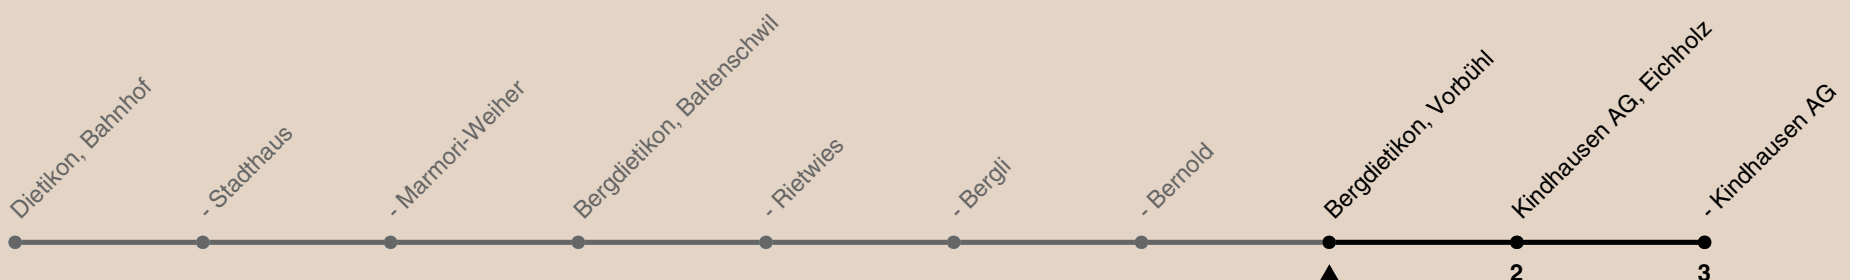 Dietikon, Bahnhof
- Stadthaus
- Marmori-Weiher
Bergdietikon, Baltenschwil
- Rietwies
- Bergli
- Bernold
Bergdietikon, Vorbühl
Kindhausen AG, Eichholz
- Kindhausen AG
2
3